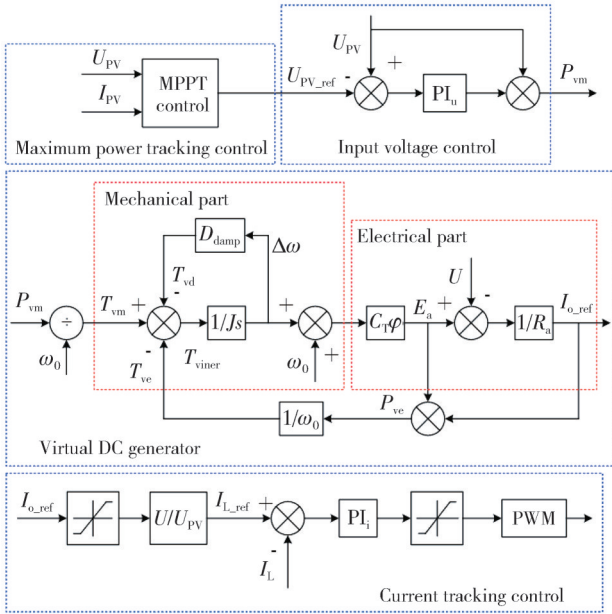 U_PV
I_PV
MPPT
control
Maximum power tracking control
U_PV
U_PV_ref - +
PI_u
P_vm
Input voltage control
Mechanical part
D_damp
Δω
T_vd
P_vm
÷
ω_0
T_vm +
-
T_ve
T_viner
1/Js
+
ω_0 +
Electrical part
U
C_Tφ
E_a + -
1/R_a
I_o_ref
P_ve
1/ω_0
Virtual DC generator
I_o_ref
U/U_PV
I_L_ref +
-
I_L
PI_i
PWM
Current tracking control